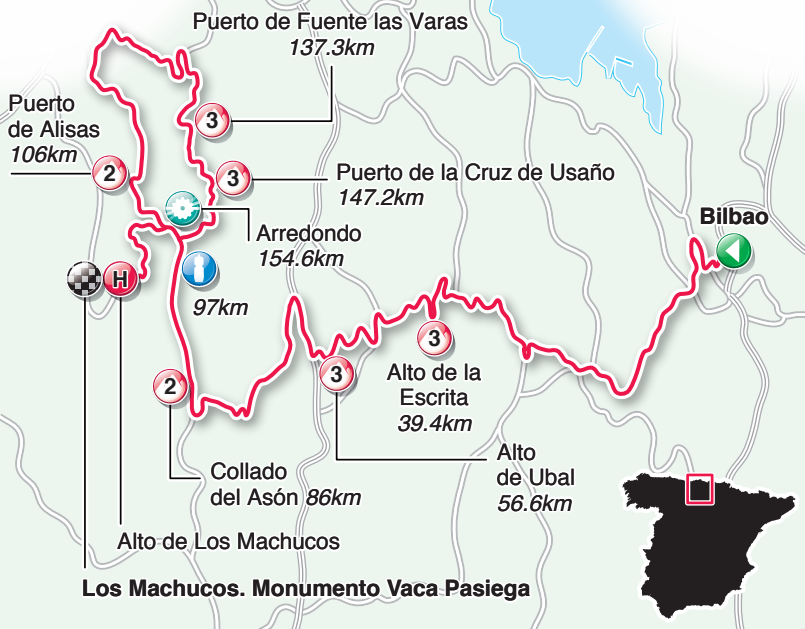 Puerto de Fuente las Varas
137.3km
Puerto
de Alisas
106km
3
2
3
Puerto de la Cruz de Usaño
147.2km
Bilbao
Arredondo
154.6km
H
97km
3
Alto de la
Escrita
39.4km
3
2
Alto
de Ubal
56.6km
Collado
del Asón 86km
Alto de Los Machucos
Los Machucos. Monumento Vaca Pasiega